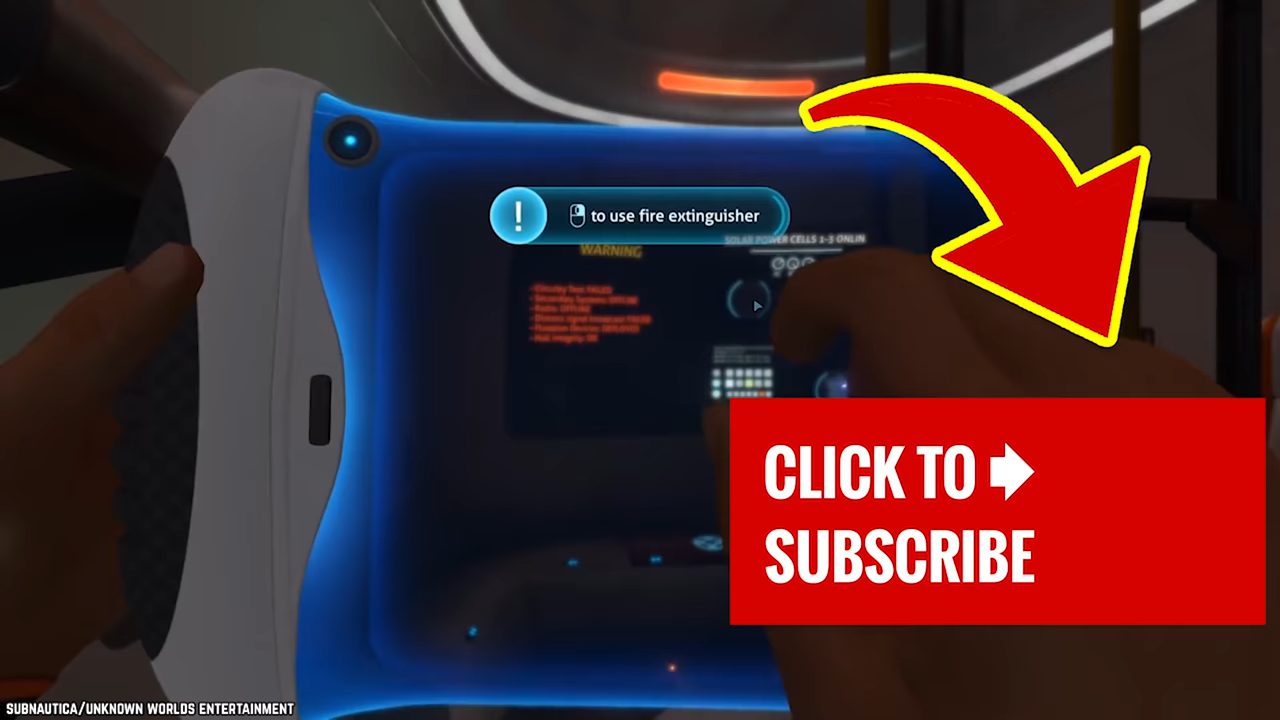 to use fire extinguisher
SOLAR POWER CELLS 1-3 ONLIN
WARNING
CLICK TO
SUBSCRIBE
SUBNAUTICA/UNKNOWN WORLDS ENTERTAINMENT